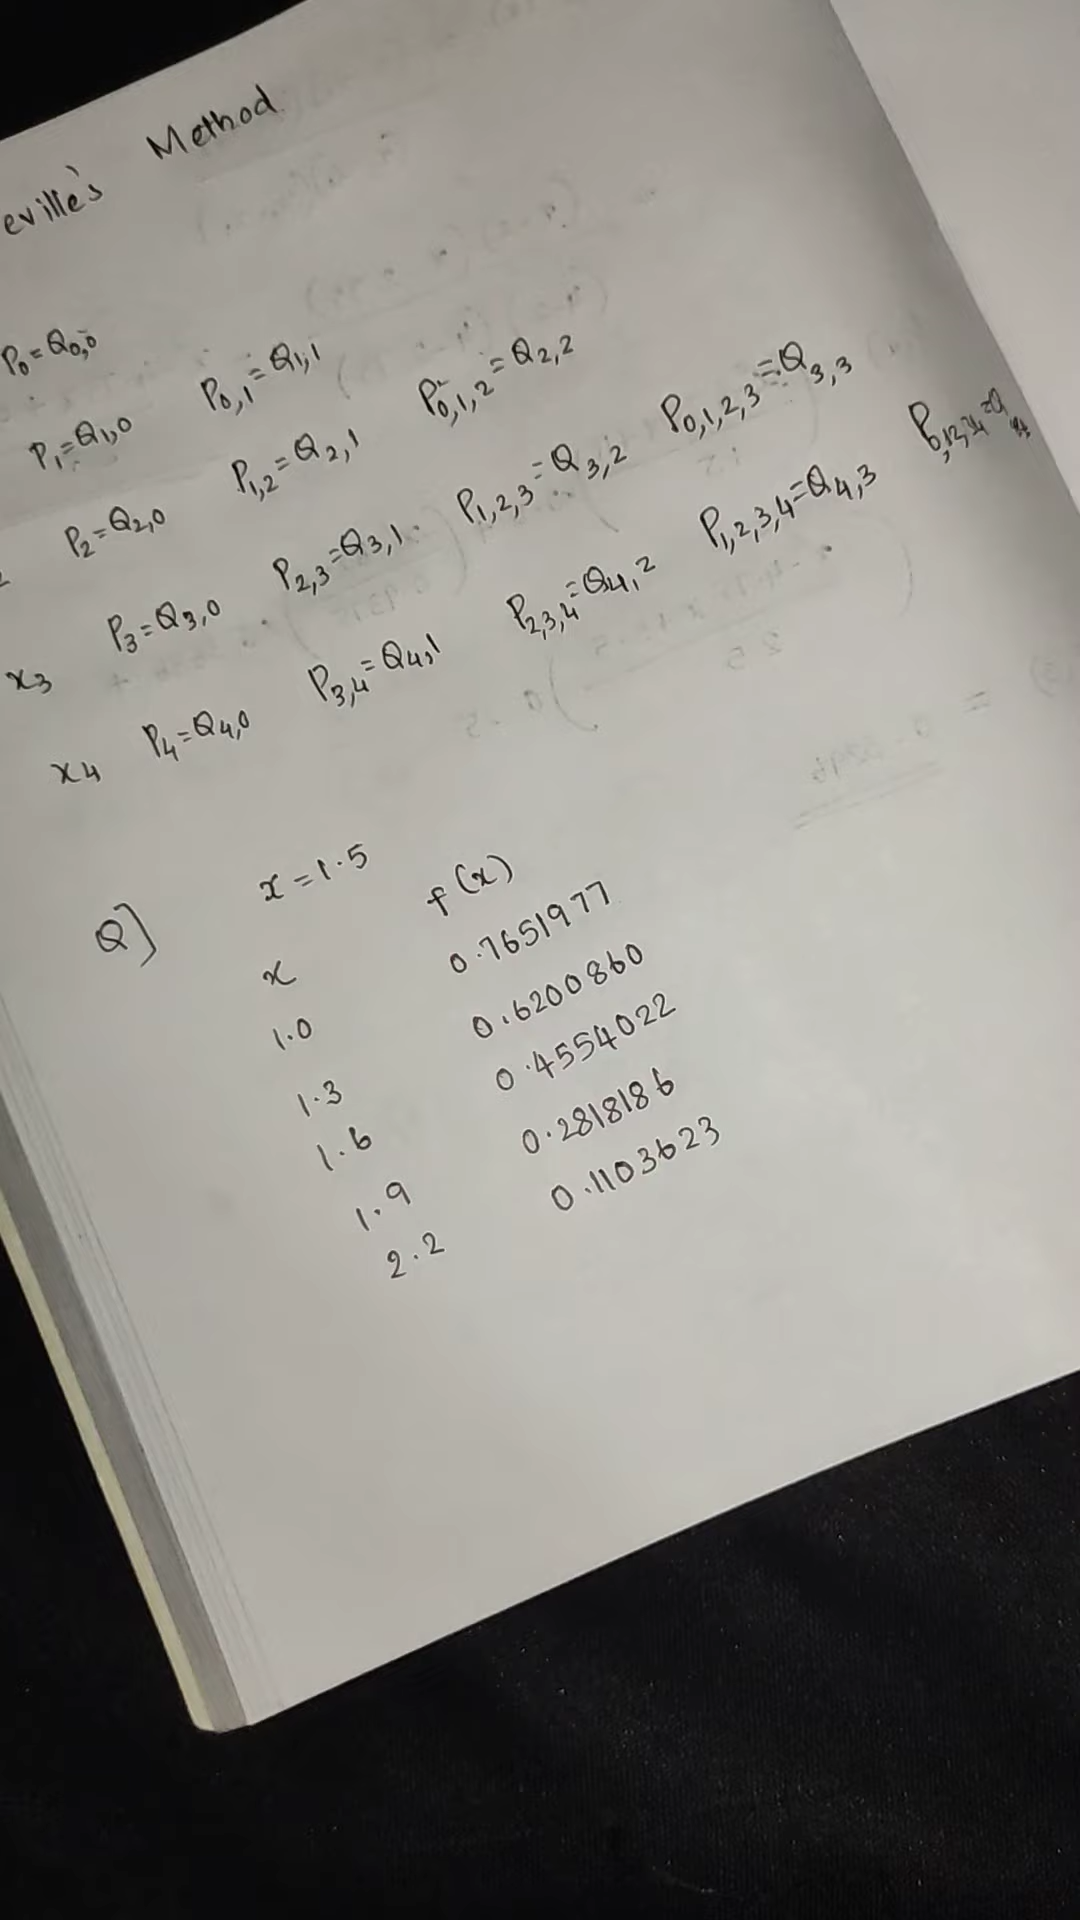 eville's Method
P₀=Q₀,₀
P₁=Q₁,₀ P₀,₁=Q₁,₁
P₂=Q₂,₀ P₁,₂=Q₂,₁ P₀,₁,₂=Q₂,₂
x₃ P₃=Q₃,₀ P₂,₃=Q₃,₁ P₁,₂,₃=Q₃,₂ P₀,₁,₂,₃=Q₃,₃
x₄ P₄=Q₄,₀ P₃,₄=Q₄,₁ P₂,₃,₄=Q₄,₂ P₁,₂,₃,₄=Q₄,₃
Q] x=1.5
x f(x)
1.0 0.7651977
1.3 0.6200860
1.6 0.4554022
1.9 0.2818186
2.2 0.1103623